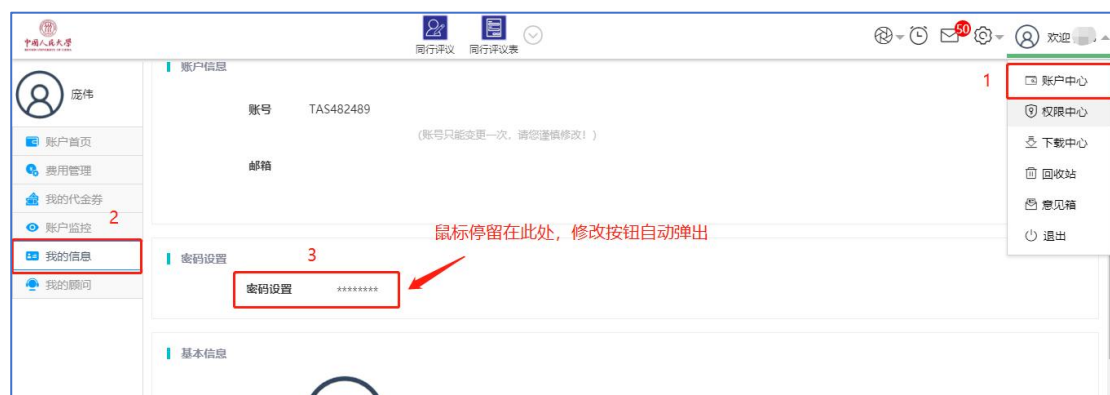 中国人民大学
同行评议
同行评议表
50
欢迎
账户信息
1
账户中心
庞伟
账号 TAS482489
权限中心
(账号只能变更一次，请您谨慎修改！)
账户首页
下载中心
费用管理
邮箱
回收站
我的代金券
意见箱
2
账户监控
鼠标停留在此处，修改按钮自动弹出
退出
我的信息
密码设置
3
我的顾问
密码设置 ********
基本信息